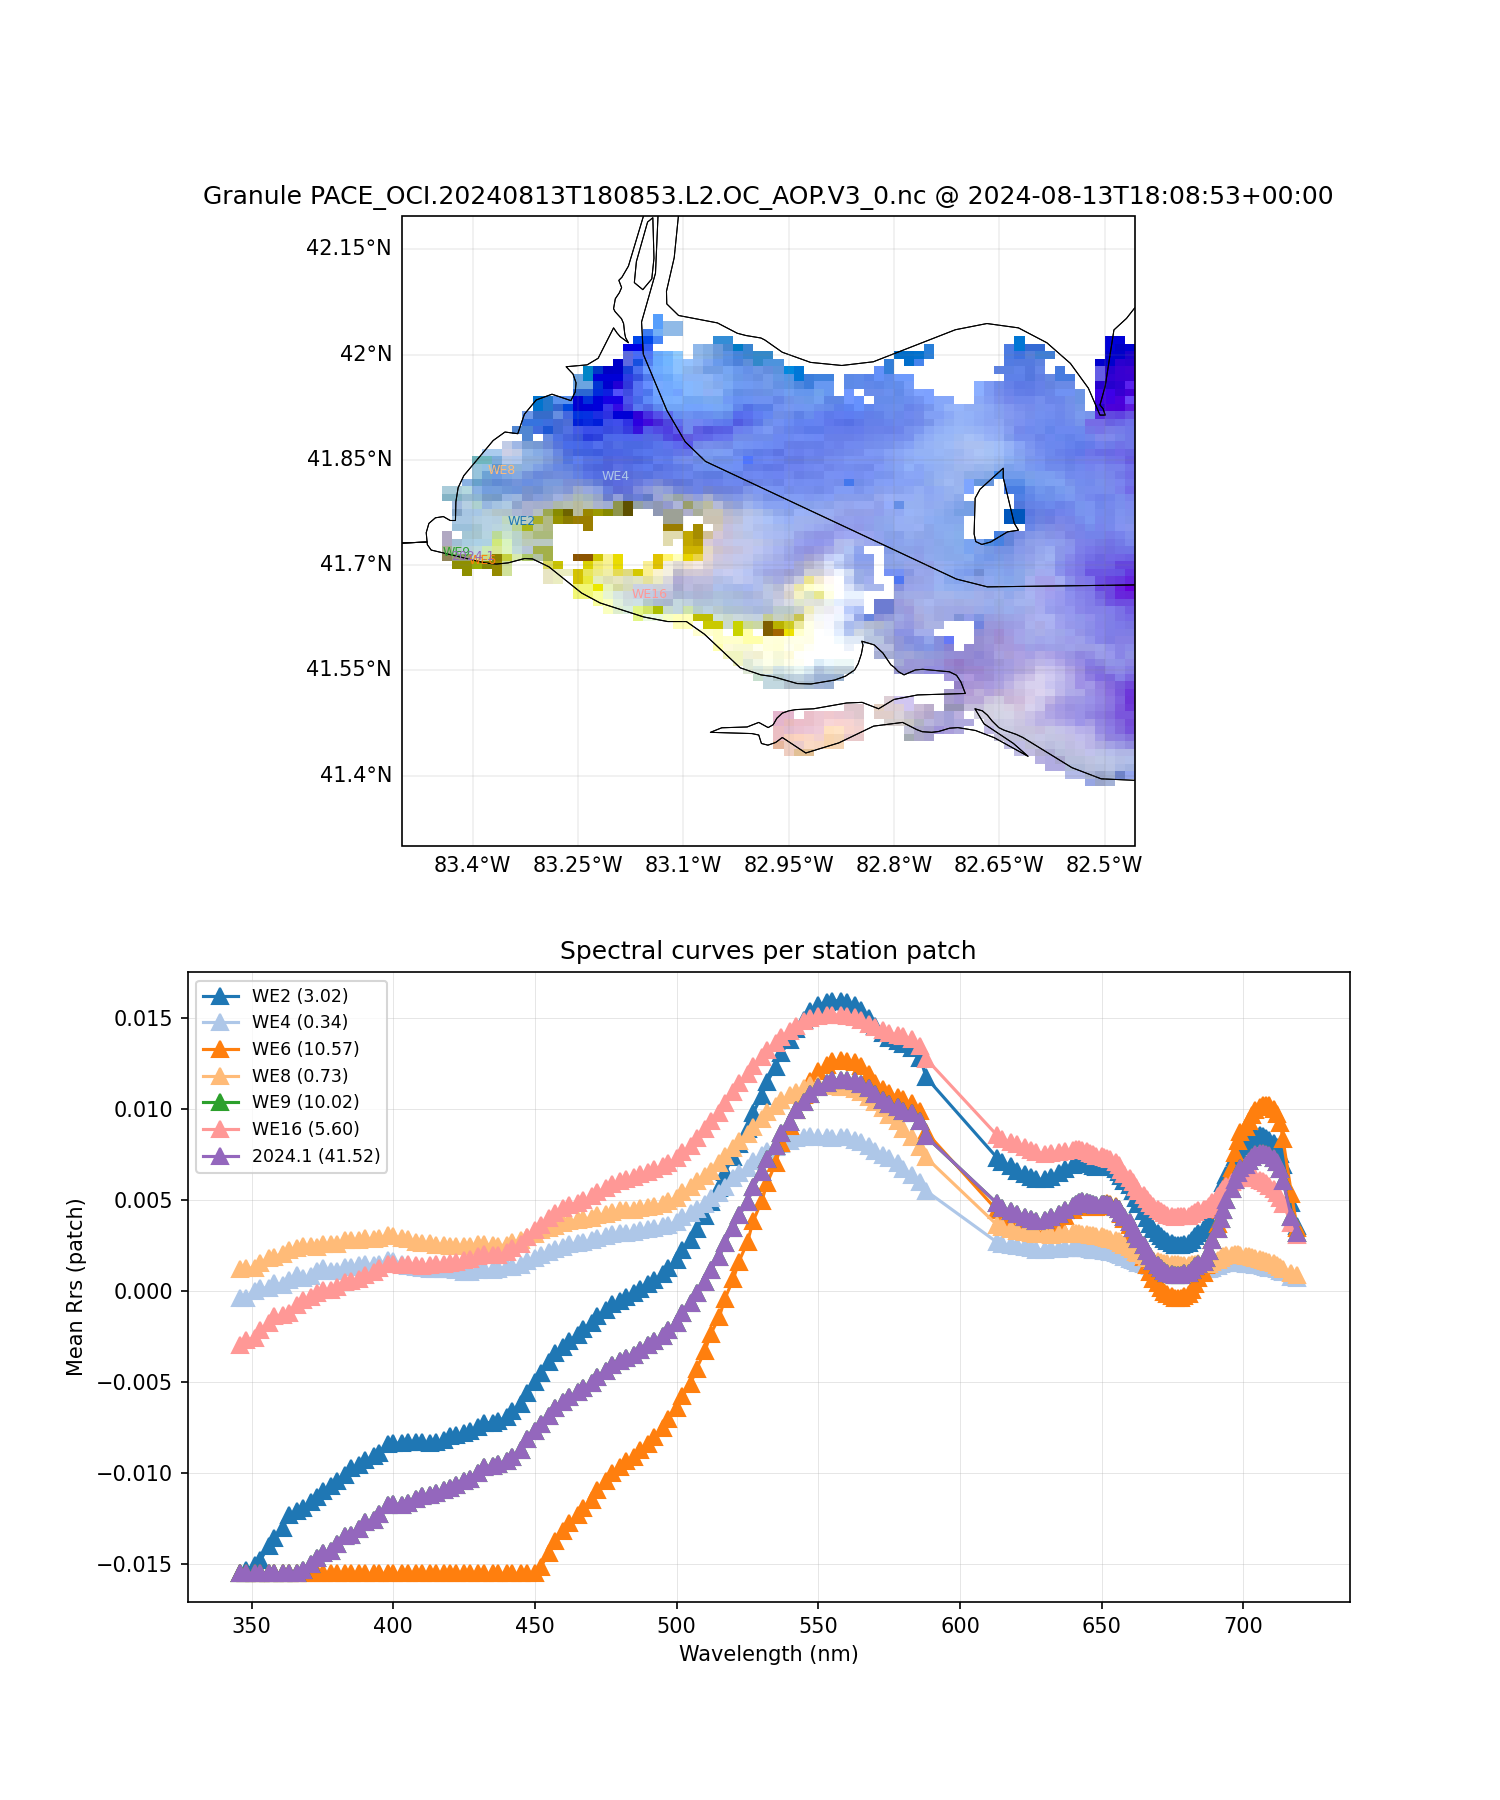 Granule PACE_OCI.20240813T180853.L2.OC_AOP.V3_0.nc @ 2024-08-13T18:08:53+00:00
42.15°N
42°N
41.85°N
41.7°N
41.55°N
41.4°N
WE8
WE4
WE2
WE9
WE16
83.4°W 83.25°W 83.1°W 82.95°W 82.8°W 82.65°W 82.5°W
Spectral curves per station patch
WE2 (3.02)
WE4 (0.34)
WE6 (10.57)
WE8 (0.73)
WE9 (10.02)
WE16 (5.60)
2024.1 (41.52)
Mean Rrs (patch)
0.015
0.010
0.005
0.000
−0.005
−0.010
−0.015
350 400 450 500 550 600 650 700
Wavelength (nm)